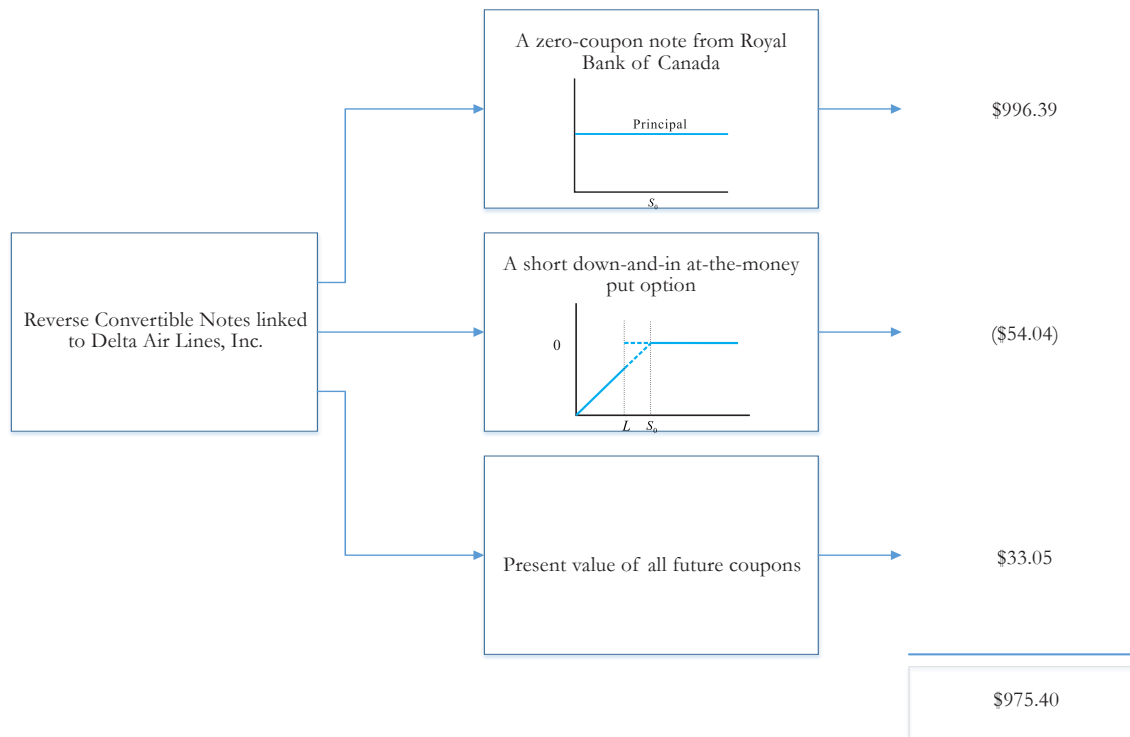 A zero-coupon note from Royal
Bank of Canada
Principal
S₀
$996.39
Reverse Convertible Notes linked
to Delta Air Lines, Inc.
A short down-and-in at-the-money
put option
0
L S₀
($54.04)
Present value of all future coupons
$33.05
$975.40